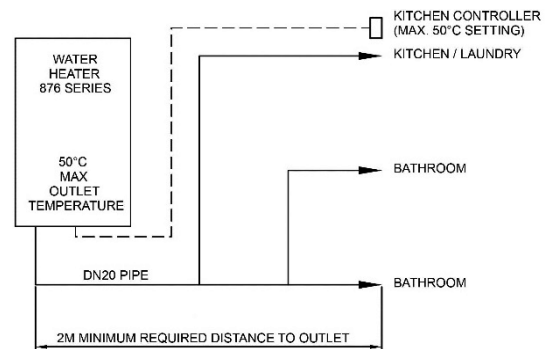 KITCHEN CONTROLLER
(MAX. 50°C SETTING)
KITCHEN / LAUNDRY
WATER
HEATER
876 SERIES
50°C
MAX
OUTLET
TEMPERATURE
BATHROOM
DN20 PIPE
BATHROOM
2M MINIMUM REQUIRED DISTANCE TO OUTLET